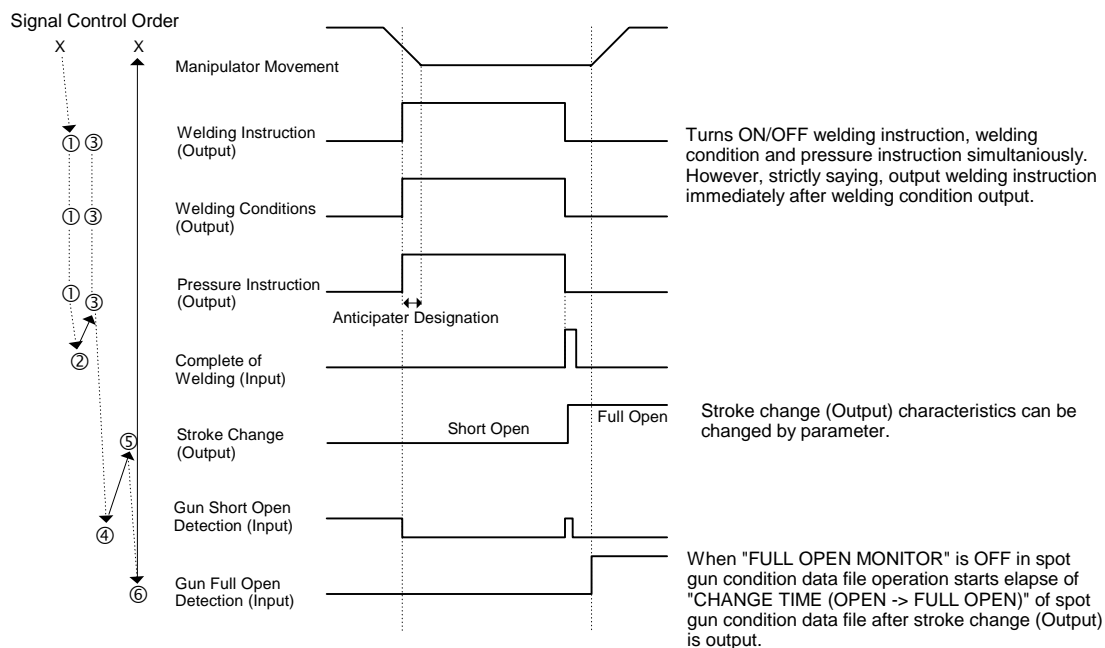 Signal Control Order
X X
Manipulator Movement
Welding Instruction
(Output)
① ③
Welding Conditions
(Output)
① ③
Pressure Instruction
(Output)
① ③
Anticipater Designation
②
Complete of
Welding (Input)
Stroke Change
(Output)
⑤
Short Open
Full Open
Gun Short Open
Detection (Input)
④
Gun Full Open
Detection (Input)
⑥
Turns ON/OFF welding instruction, welding
condition and pressure instruction simultaniously.
However, strictly saying, output welding instruction
immediately after welding condition output.
Stroke change (Output) characteristics can be
changed by parameter.
When "FULL OPEN MONITOR" is OFF in spot
gun condition data file operation starts elapse of
"CHANGE TIME (OPEN -> FULL OPEN)" of spot
gun condition data file after stroke change (Output)
is output.